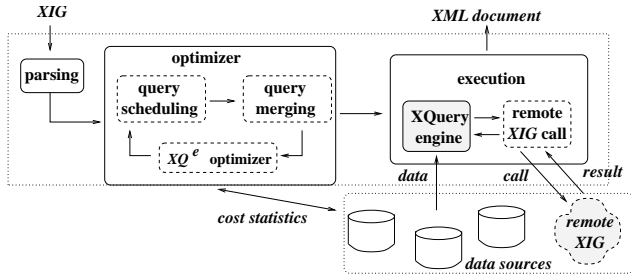 XIG
XML document
optimizer
parsing
execution
query
scheduling
query
merging
XQuery
engine
remote
XIG call
XQ e optimizer
data
call
result
cost statistics
remote
XIG
data sources